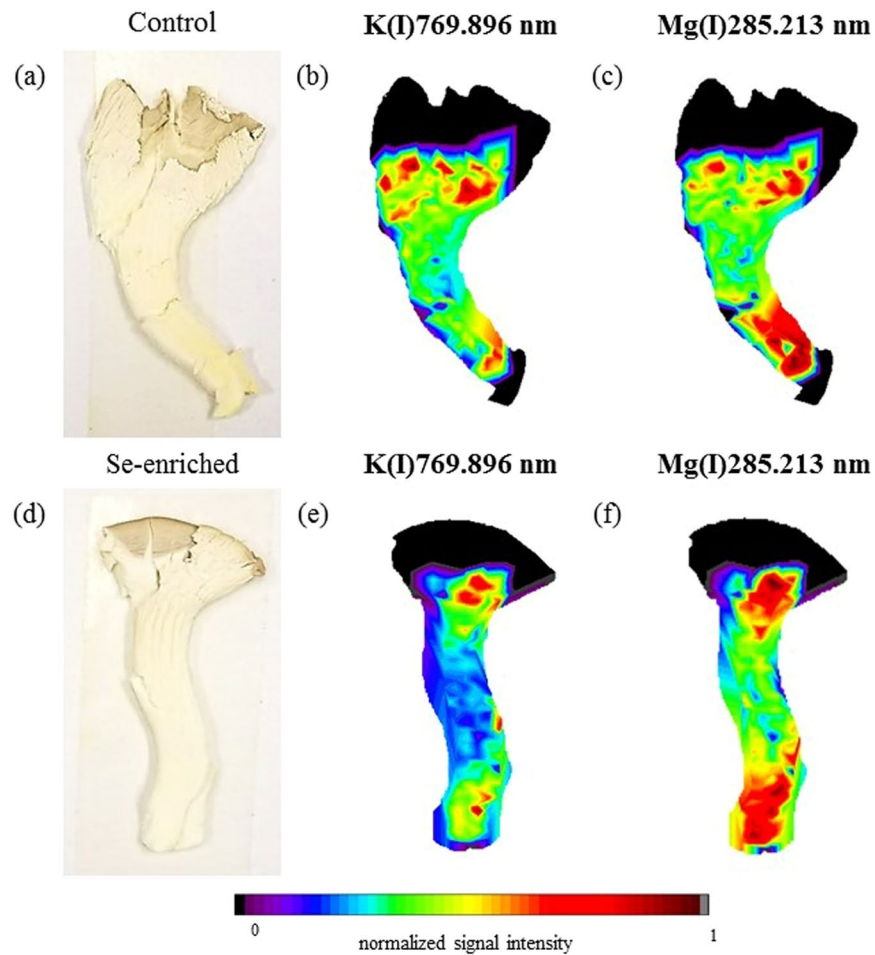 Control K(I)769.896 nm Mg(I)285.213 nm
(a) (b) (c)
Se-enriched K(I)769.896 nm Mg(I)285.213 nm
(d) (e) (f)
0 1
normalized signal intensity